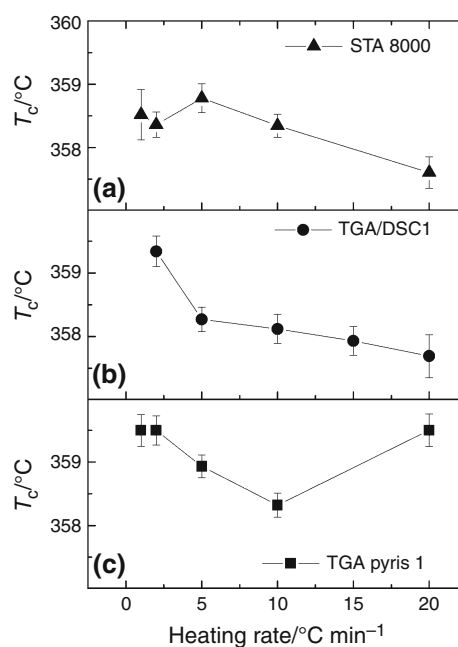 360
359
358
T_c/°C
STA 8000
(a)
359
358
T_c/°C
TGA/DSC1
(b)
359
358
T_c/°C
TGA pyris 1
(c)
0 5 10 15 20
Heating rate/°C min⁻¹